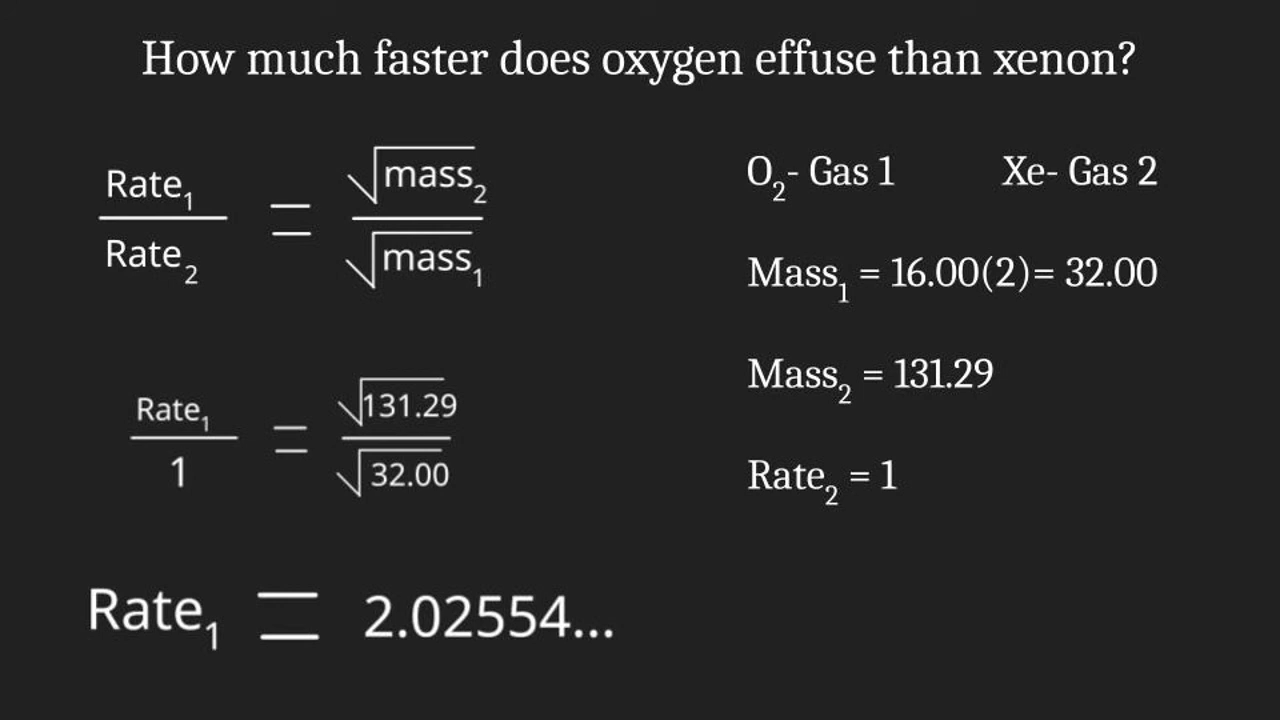 How much faster does oxygen effuse than xenon?
Rate₁ / Rate₂ = √mass₂ / √mass₁
Rate₁ / 1 = √131.29 / √32.00
Rate₁ = 2.02554...
O₂- Gas 1 Xe- Gas 2
Mass₁ = 16.00(2)= 32.00
Mass₂ = 131.29
Rate₂ = 1